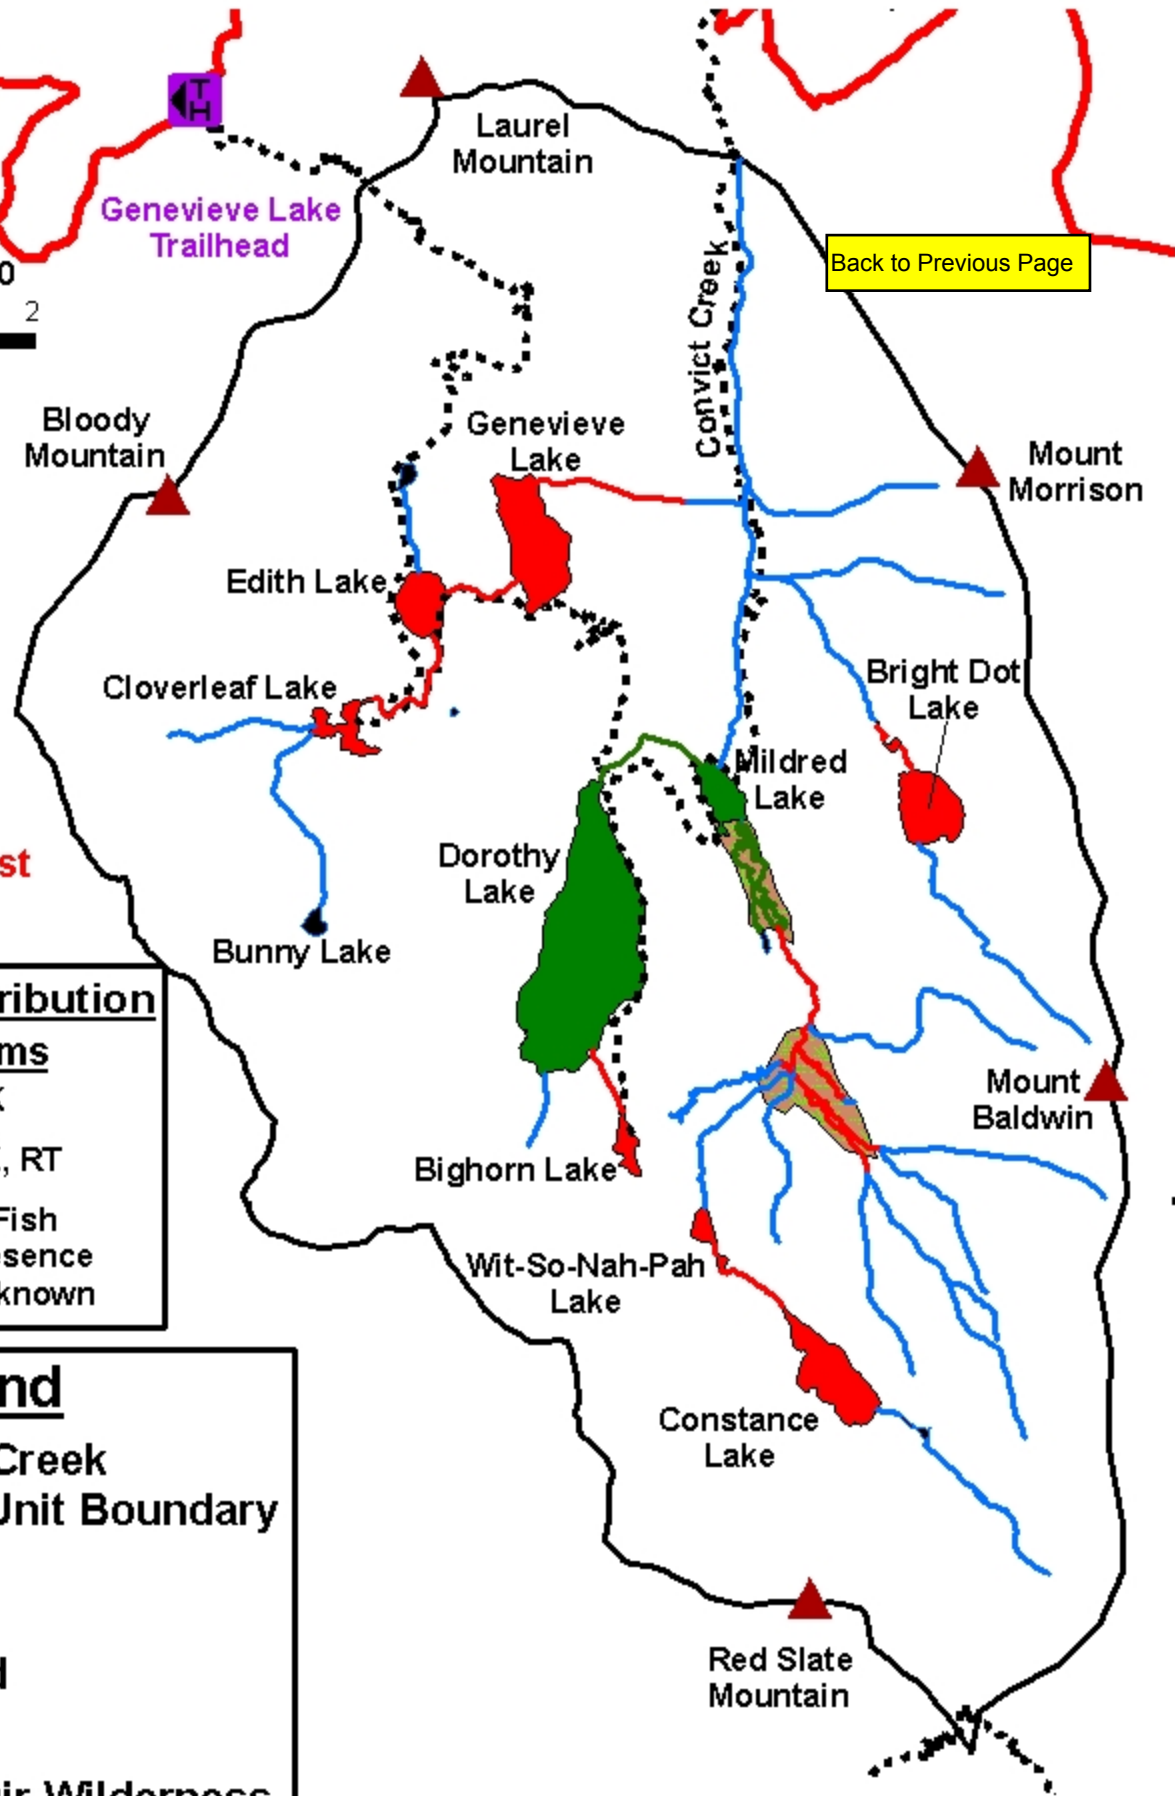 TH
Laurel
Mountain
Genevieve Lake
Trailhead
0
2
Convict Creek
Back to Previous Page
Bloody
Mountain
Genevieve
Lake
Mount
Morrison
Edith Lake
Cloverleaf Lake
Bright Dot
Lake
Mildred
Lake
Dorothy
Lake
st
Bunny Lake
ribution
ms
, RT
Fish
sence
known
Mount
Baldwin
Bighorn Lake
Wit-So-Nah-Pah
Lake
nd
Creek
Unit Boundary
Constance
Lake
Red Slate
Mountain
ir Wilderness